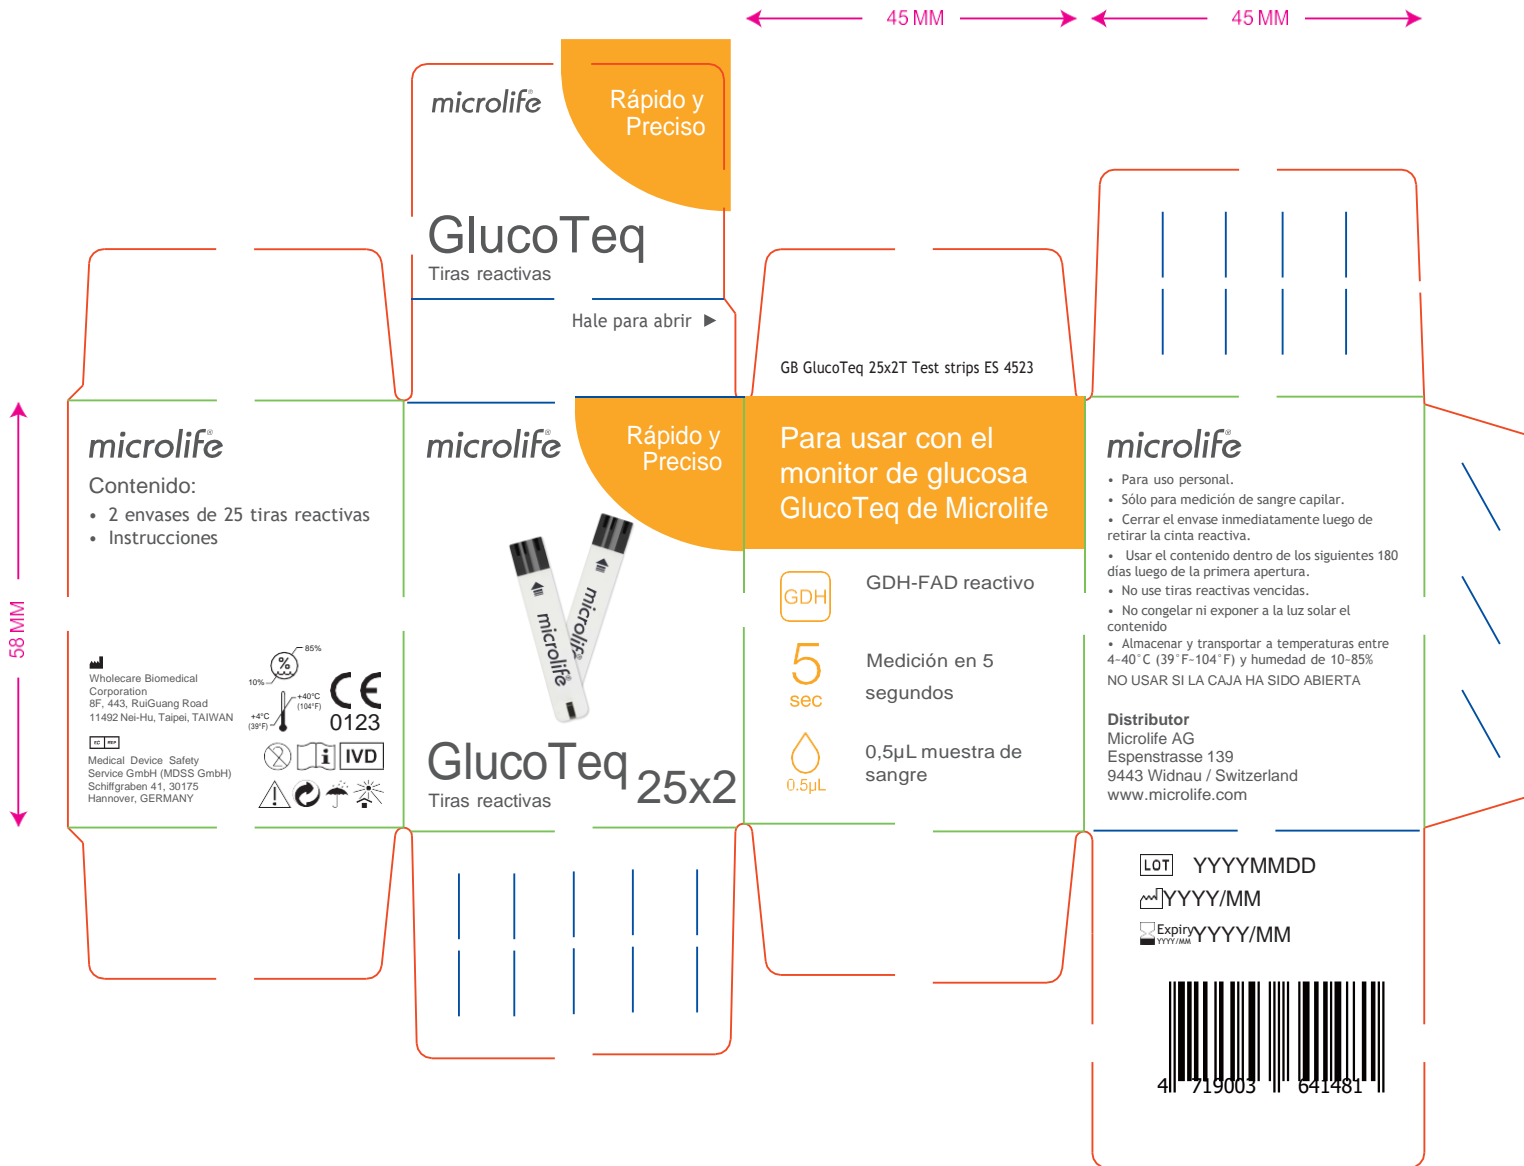 45 MM
45 MM
microlife®
Rápido y
Preciso
GlucoTeq
Tiras reactivas
Hale para abrir ►
GB GlucoTeq 25x2T Test strips ES 4523
58 MM
microlife®
Contenido:
• 2 envases de 25 tiras reactivas
• Instrucciones
85%
%
10%
+40°C
(104°F)
+4°C
(39°F)
CE
0123
Wholecare Biomedical
Corporation
8F, 443, RuiGuang Road
11492 Nei-Hu, Taipei, TAIWAN
EC REP
Medical Device Safety
Service GmbH (MDSS GmbH)
Schiffgraben 41, 30175
Hannover, GERMANY
2
i
IVD
microlife®
Rápido y
Preciso
microlife®
microlife®
GlucoTeq
25x2
Tiras reactivas
Para usar con el
monitor de glucosa
GlucoTeq de Microlife
GDH
GDH-FAD reactivo
5
sec
Medición en 5
segundos
0.5µL
0,5µL muestra de
sangre
microlife®
• Para uso personal.
• Sólo para medición de sangre capilar.
• Cerrar el envase inmediatamente luego de
retirar la cinta reactiva.
• Usar el contenido dentro de los siguientes 180
días luego de la primera apertura.
• No use tiras reactivas vencidas.
• No congelar ni exponer a la luz solar el
contenido
• Almacenar y transportar a temperaturas entre
4~40°C (39°F~104°F) y humedad de 10~85%
NO USAR SI LA CAJA HA SIDO ABIERTA
Distributor
Microlife AG
Espenstrasse 139
9443 Widnau / Switzerland
www.microlife.com
LOT YYYYMMDD
YYYY/MM
Expiry
YYYY/MM
YYYY/MM
4 719003 641481